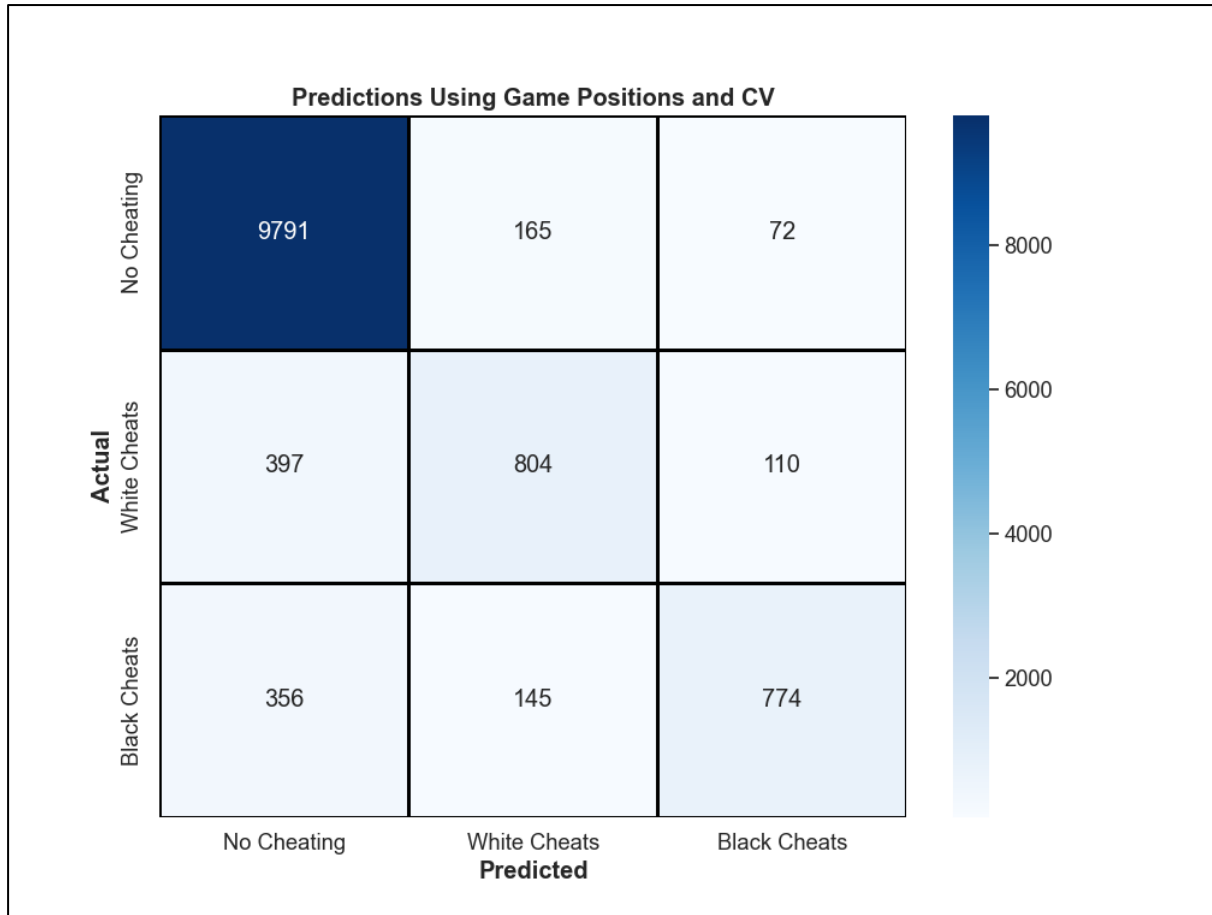 Predictions Using Game Positions and CV
No Cheating
9791
165
72
8000
6000
Actual
White Cheats
397
804
110
4000
Black Cheats
356
145
774
2000
No Cheating
White Cheats
Black Cheats
Predicted